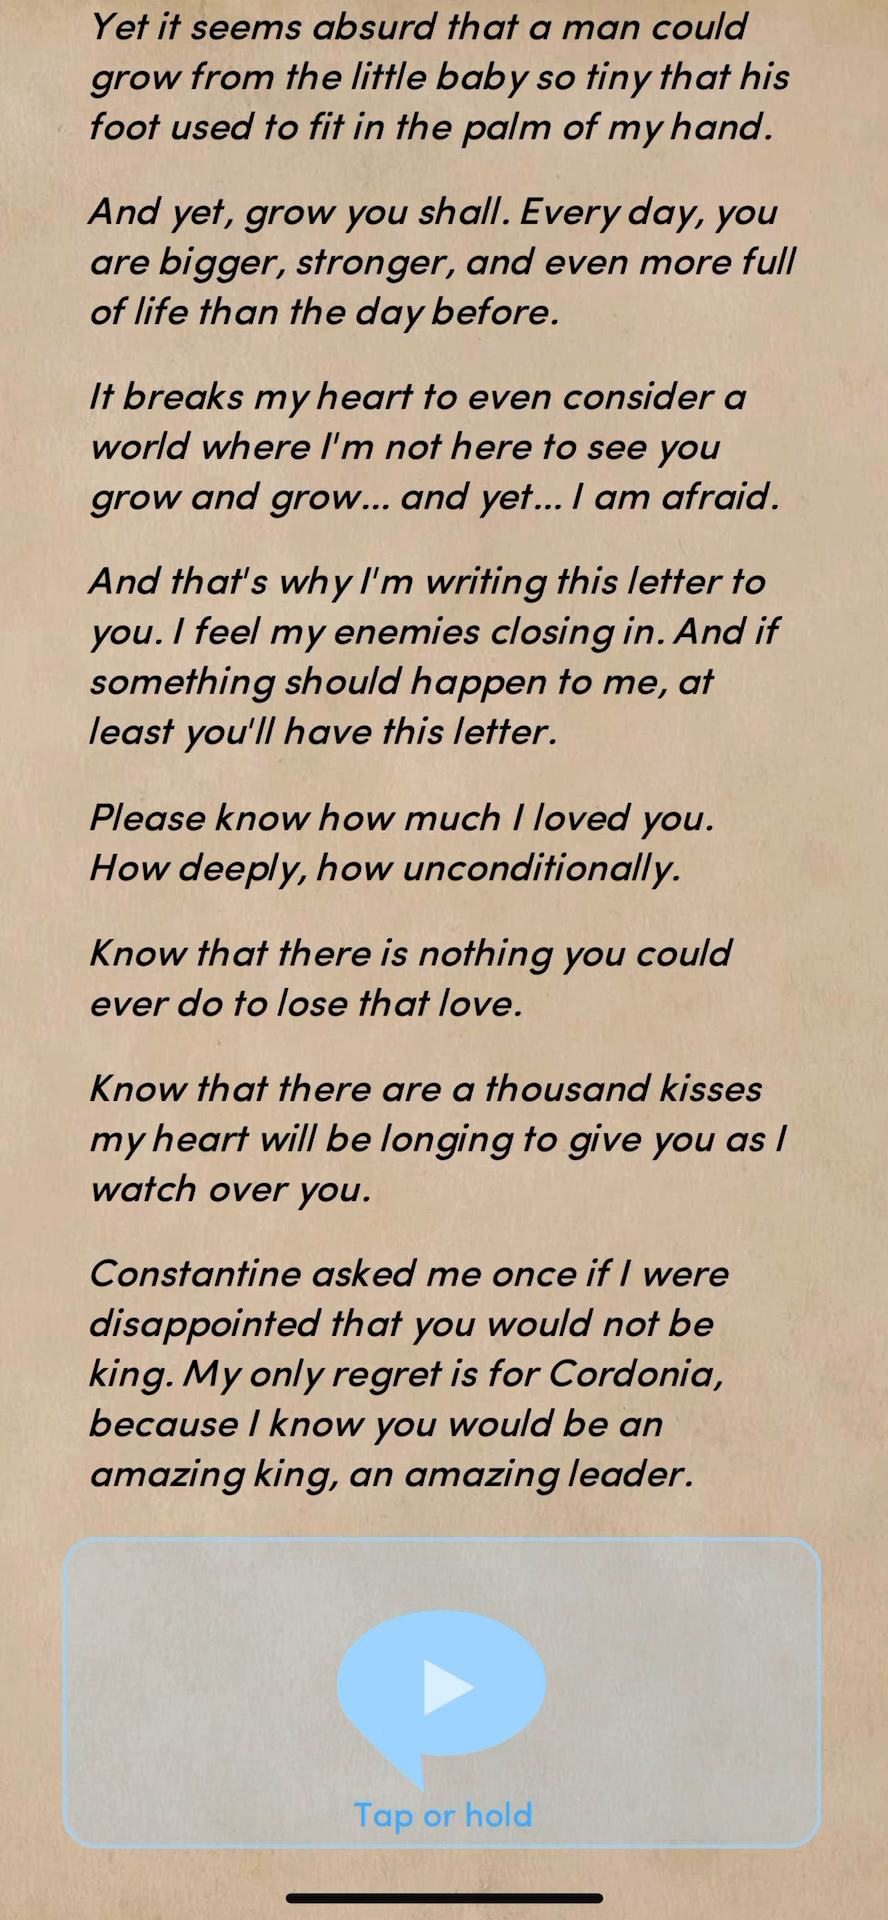 Yet it seems absurd that a man could
grow from the little baby so tiny that his
foot used to fit in the palm of my hand.
And yet, grow you shall. Every day, you
are bigger, stronger, and even more full
of life than the day before.
It breaks my heart to even consider a
world where I'm not here to see you
grow and grow... and yet... I am afraid.
And that's why I'm writing this letter to
you. I feel my enemies closing in. And if
something should happen to me, at
least you'll have this letter.
Please know how much I loved you.
How deeply, how unconditionally.
Know that there is nothing you could
ever do to lose that love.
Know that there are a thousand kisses
my heart will be longing to give you as I
watch over you.
Constantine asked me once if I were
disappointed that you would not be
king. My only regret is for Cordonia,
because I know you would be an
amazing king, an amazing leader.
Tap or hold